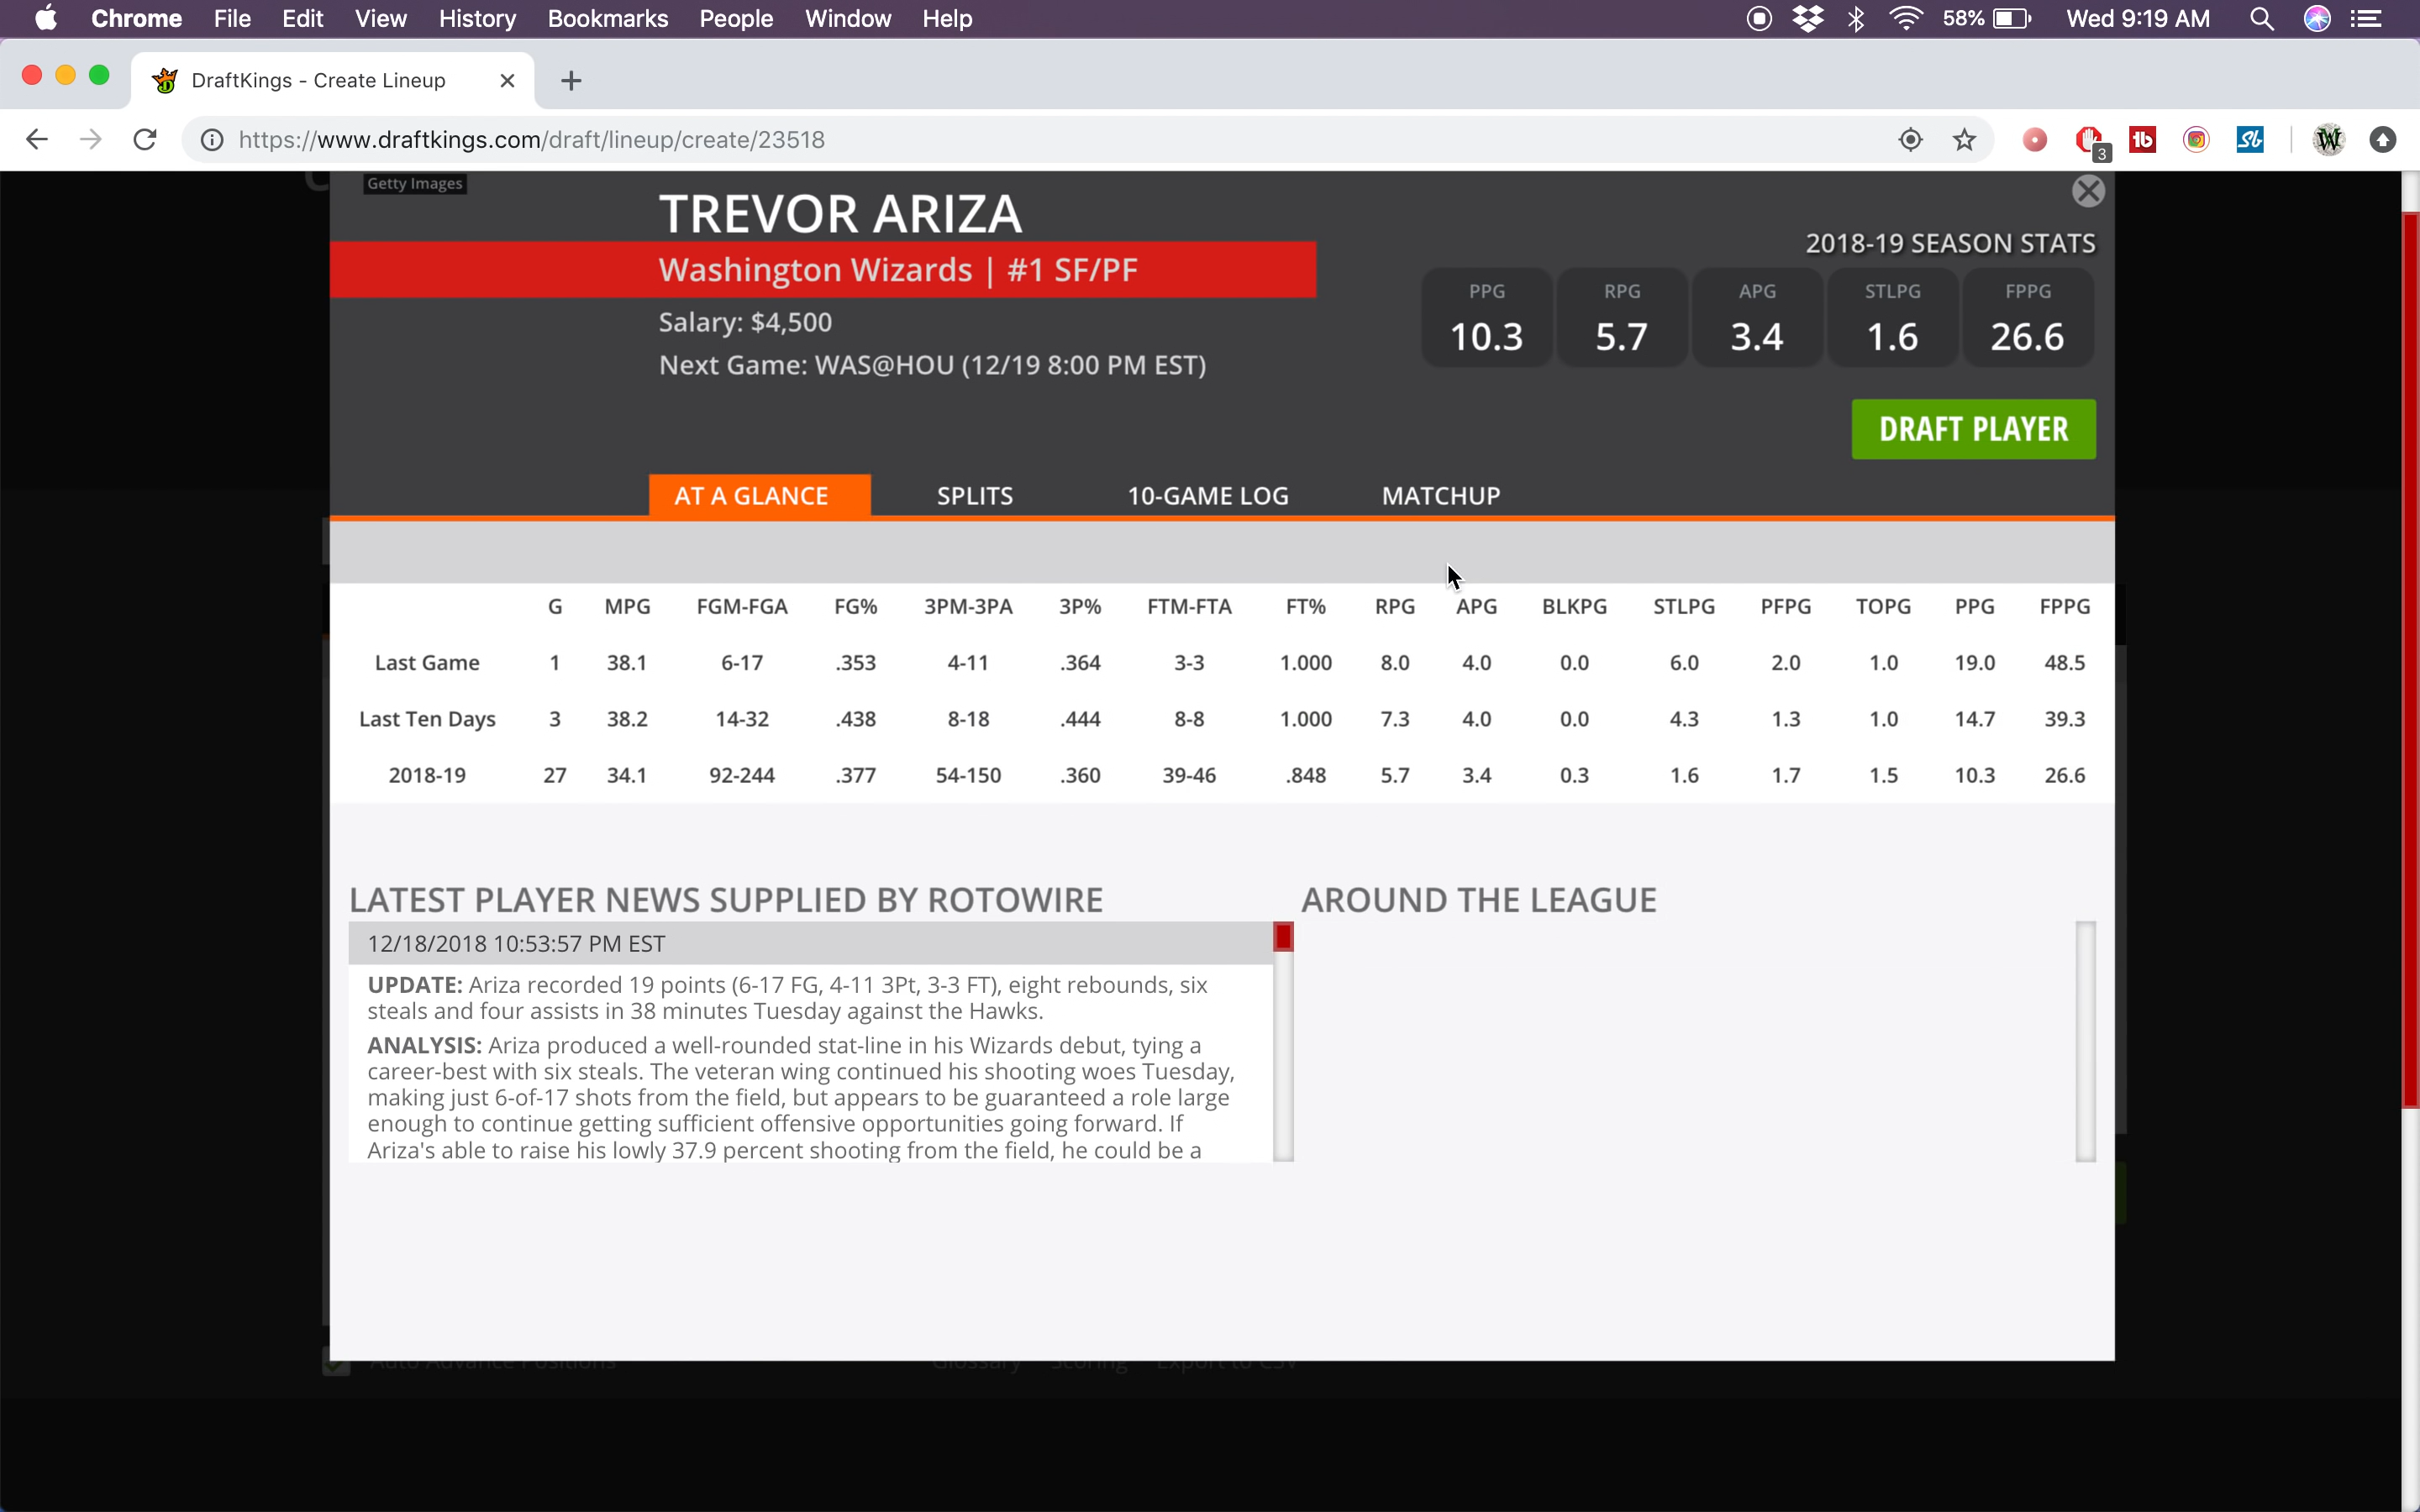 Chrome File Edit View History Bookmarks People Window Help 58% Wed 9:19 AM
DraftKings - Create Lineup
https://www.draftkings.com/draft/lineup/create/23518
3
Getty Images
TREVOR ARIZA
Washington Wizards | #1 SF/PF
Salary: $4,500
Next Game: WAS@HOU (12/19 8:00 PM EST)
2018-19 SEASON STATS
PPG RPG APG STLPG FPPG
10.3 5.7 3.4 1.6 26.6
DRAFT PLAYER
AT A GLANCE SPLITS 10-GAME LOG MATCHUP
G MPG FGM-FGA FG% 3PM-3PA 3P% FTM-FTA FT% RPG APG BLKPG STLPG PFPG TOPG PPG FPPG
Last Game 1 38.1 6-17 .353 4-11 .364 3-3 1.000 8.0 4.0 0.0 6.0 2.0 1.0 19.0 48.5
Last Ten Days 3 38.2 14-32 .438 8-18 .444 8-8 1.000 7.3 4.0 0.0 4.3 1.3 1.0 14.7 39.3
2018-19 27 34.1 92-244 .377 54-150 .360 39-46 .848 5.7 3.4 0.3 1.6 1.7 1.5 10.3 26.6
LATEST PLAYER NEWS SUPPLIED BY ROTOWIRE
12/18/2018 10:53:57 PM EST
UPDATE: Ariza recorded 19 points (6-17 FG, 4-11 3Pt, 3-3 FT), eight rebounds, six
steals and four assists in 38 minutes Tuesday against the Hawks.
ANALYSIS: Ariza produced a well-rounded stat-line in his Wizards debut, tying a
career-best with six steals. The veteran wing continued his shooting woes Tuesday,
making just 6-of-17 shots from the field, but appears to be guaranteed a role large
enough to continue getting sufficient offensive opportunities going forward. If
Ariza's able to raise his lowly 37.9 percent shooting from the field, he could be a
AROUND THE LEAGUE
Auto Advance Positions
Glossary Scoring Export to CSV